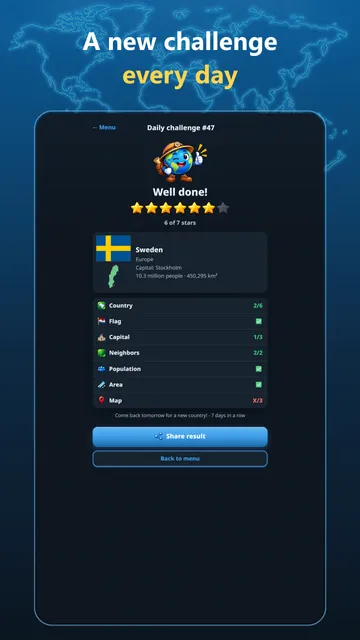 A new challenge
every day
← Menu
Daily challenge #47
Well done!
6 of 7 stars
Sweden
Europe
Capital: Stockholm
10.3 million people · 450,295 km²
Country 2/6
Flag ✅
Capital 1/3
Neighbors 2/2
Population ✅
Area ✅
Map X/3
Come back tomorrow for a new country! · 7 days in a row
Share result
Back to menu